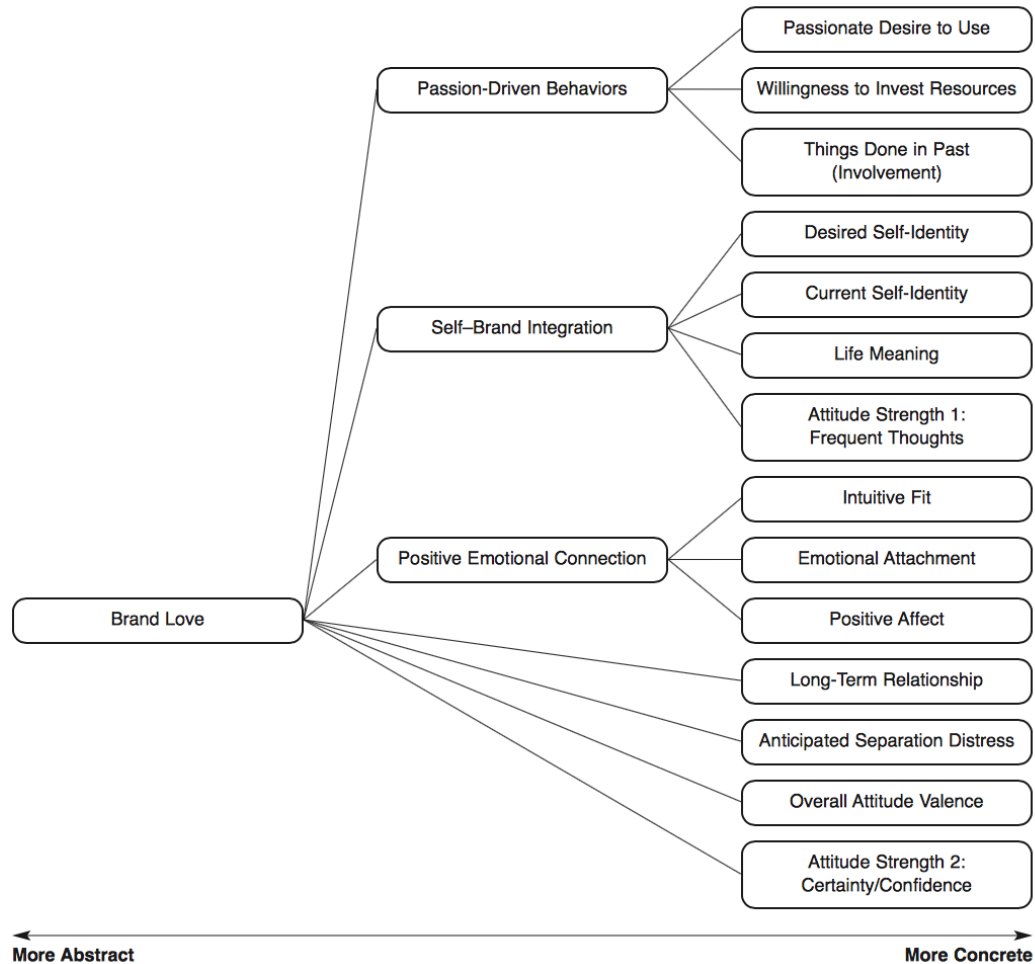 Passionate Desire to Use
Passion-Driven Behaviors
Willingness to Invest Resources
Things Done in Past
(Involvement)
Desired Self-Identity
Current Self-Identity
Self–Brand Integration
Life Meaning
Attitude Strength 1:
Frequent Thoughts
Intuitive Fit
Positive Emotional Connection
Emotional Attachment
Brand Love
Positive Affect
Long-Term Relationship
Anticipated Separation Distress
Overall Attitude Valence
Attitude Strength 2:
Certainty/Confidence
More Abstract
More Concrete